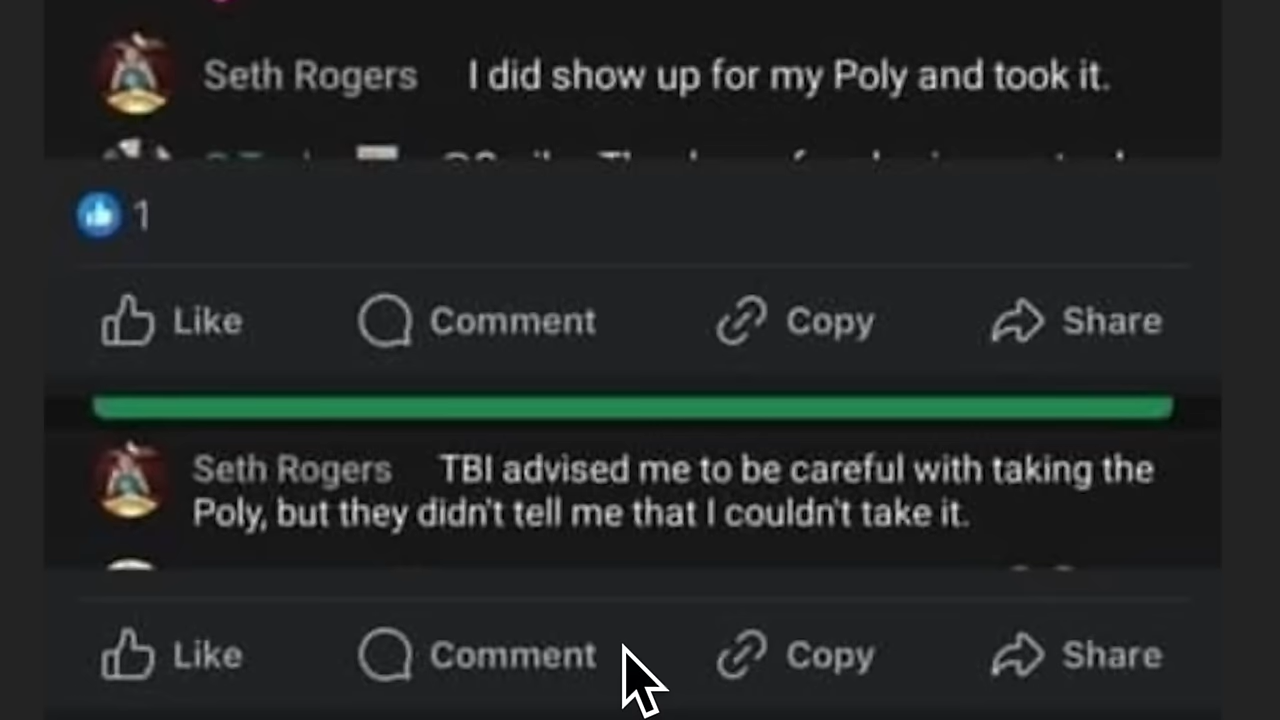 Seth Rogers I did show up for my Poly and took it.
1
Like Comment Copy Share
Seth Rogers TBI advised me to be careful with taking the
Poly, but they didn't tell me that I couldn't take it.
Like Comment Copy Share